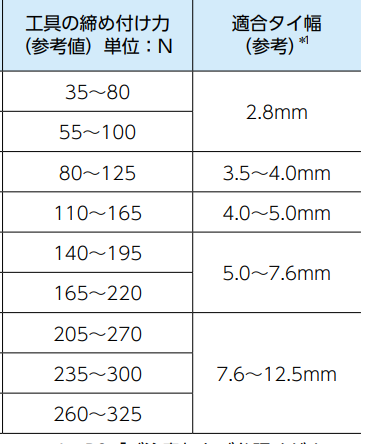 工具の締め付け力
（参考値）単位：N
適合タイ幅
（参考）*1
35～80
2.8mm
55～100
80～125
3.5～4.0mm
110～165
4.0～5.0mm
140～195
5.0～7.6mm
165～220
205～270
235～300
7.6～12.5mm
260～325